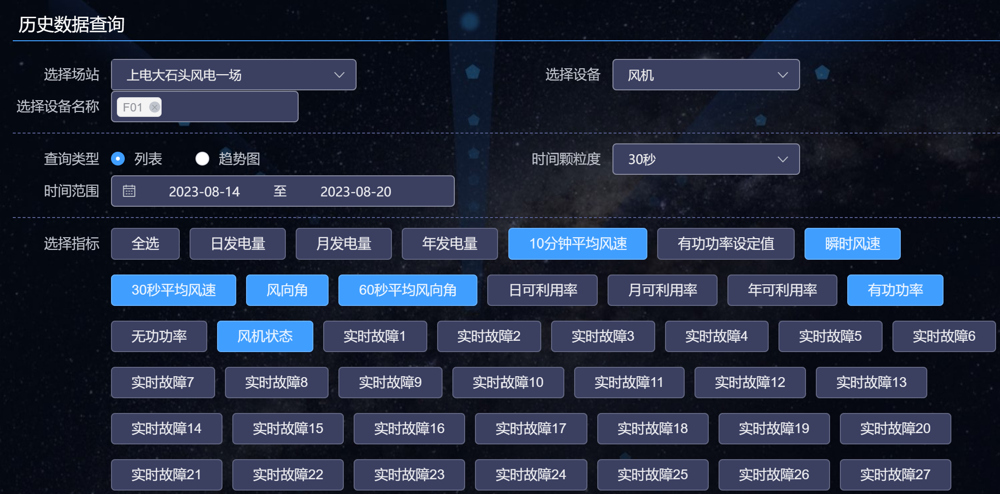 历史数据查询
选择场站 上电大石头风电一场 选择设备 风机
选择设备名称 F01
查询类型 列表 趋势图 时间颗粒度 30秒
时间范围 2023-08-14 至 2023-08-20
选择指标 全选 日发电量 月发电量 年发电量 10分钟平均风速 有功功率设定值 瞬时风速
30秒平均风速 风向角 60秒平均风向角 日可利用率 月可利用率 年可利用率 有功功率
无功功率 风机状态 实时故障1 实时故障2 实时故障3 实时故障4 实时故障5 实时故障6
实时故障7 实时故障8 实时故障9 实时故障10 实时故障11 实时故障12 实时故障13
实时故障14 实时故障15 实时故障16 实时故障17 实时故障18 实时故障19 实时故障20
实时故障21 实时故障22 实时故障23 实时故障24 实时故障25 实时故障26 实时故障27